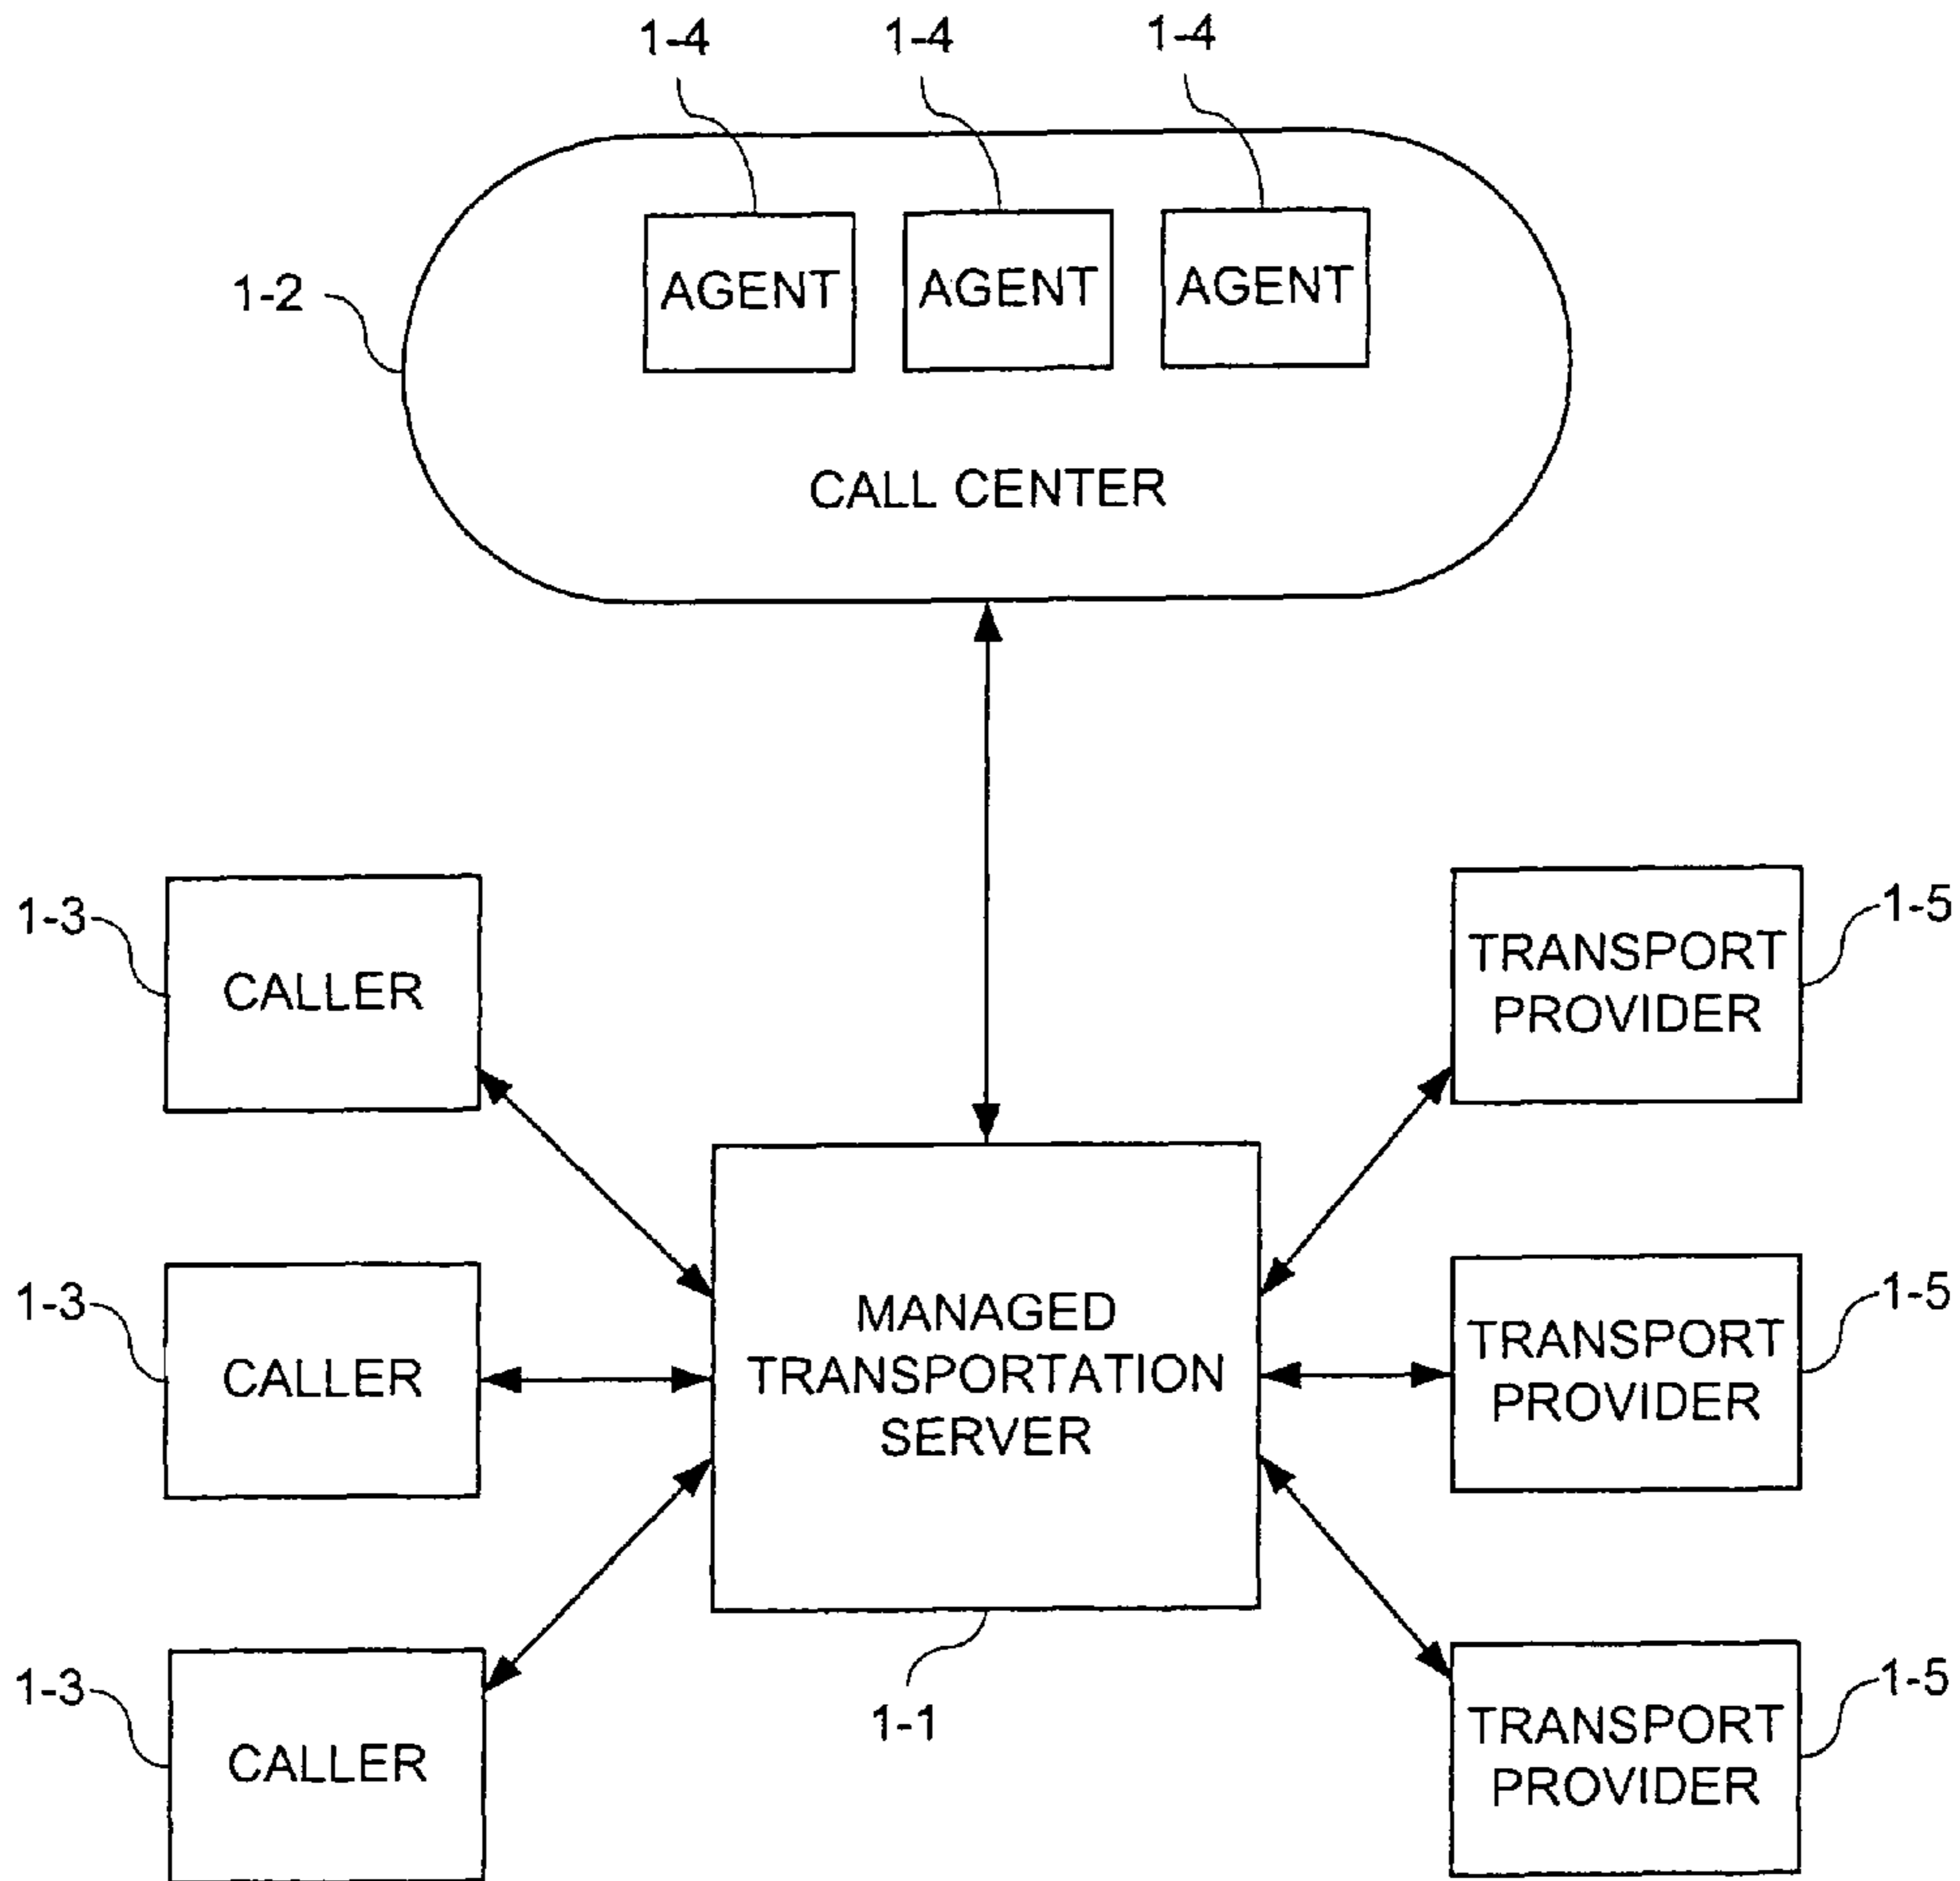 1-4 1-4 1-4
1-2
AGENT AGENT AGENT
CALL CENTER
1-3
CALLER
TRANSPORT
PROVIDER
1-5
1-3
CALLER
MANAGED
TRANSPORTATION
SERVER
TRANSPORT
PROVIDER
1-5
1-3
CALLER
1-1
TRANSPORT
PROVIDER
1-5